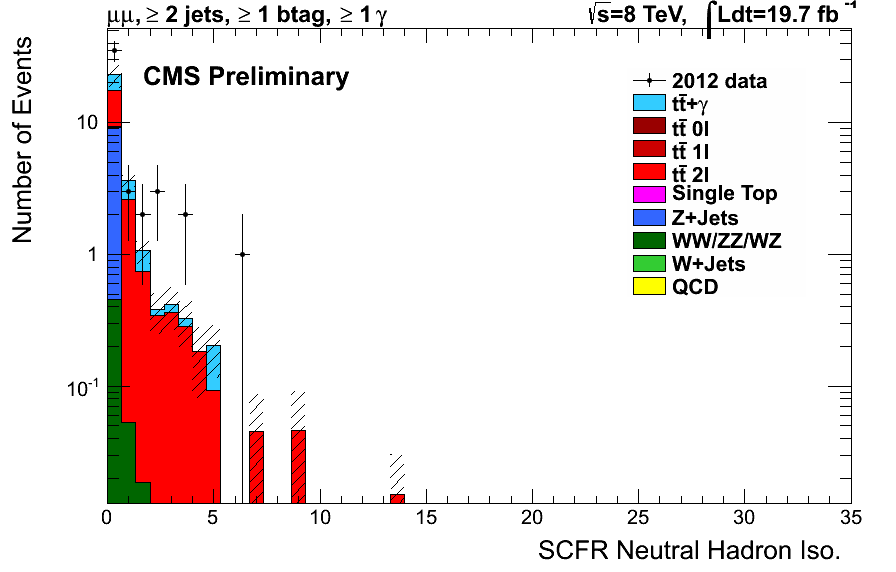 μμ, ≥ 2 jets, ≥ 1 btag, ≥ 1 γ
√s=8 TeV, ∫Ldt=19.7 fb⁻¹
CMS Preliminary
2012 data
tt̄+γ
tt̄ 0l
tt̄ 1l
tt̄ 2l
Single Top
Z+Jets
WW/ZZ/WZ
W+Jets
QCD
Number of Events
10
1
10⁻¹
0 5 10 15 20 25 30 35
SCFR Neutral Hadron Iso.